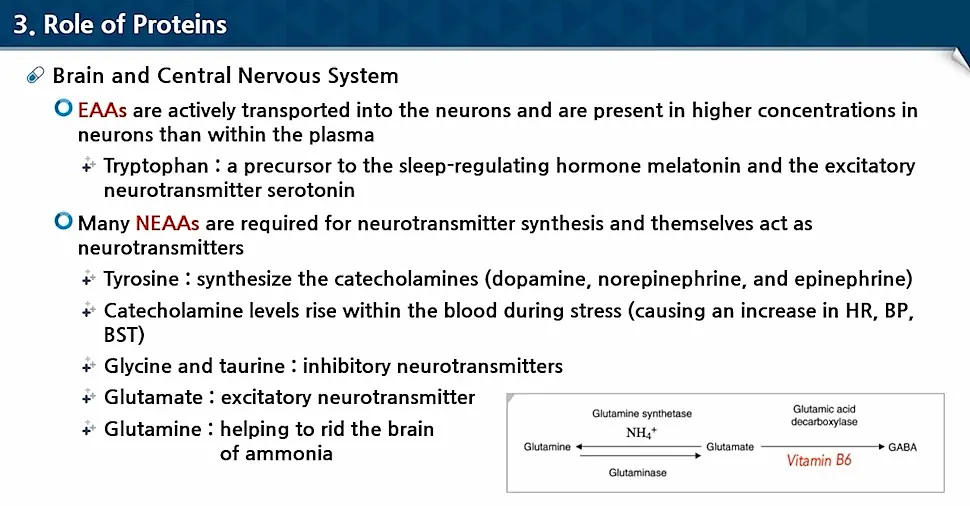 3. Role of Proteins
Brain and Central Nervous System
EAAs are actively transported into the neurons and are present in higher concentrations in
neurons than within the plasma
Tryptophan : a precursor to the sleep-regulating hormone melatonin and the excitatory
neurotransmitter serotonin
Many NEAAs are required for neurotransmitter synthesis and themselves act as
neurotransmitters
Tyrosine : synthesize the catecholamines (dopamine, norepinephrine, and epinephrine)
Catecholamine levels rise within the blood during stress (causing an increase in HR, BP,
BST)
Glycine and taurine : inhibitory neurotransmitters
Glutamate : excitatory neurotransmitter
Glutamine : helping to rid the brain
of ammonia
Glutamine synthetase
NH₄⁺
Glutamine
Glutaminase
Glutamate
Glutamic acid
decarboxylase
Vitamin B6
GABA